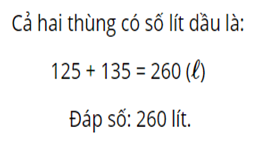 Cả hai thùng có số lít dầu là:
125 + 135 = 260 (ℓ)
Đáp số: 260 lít.